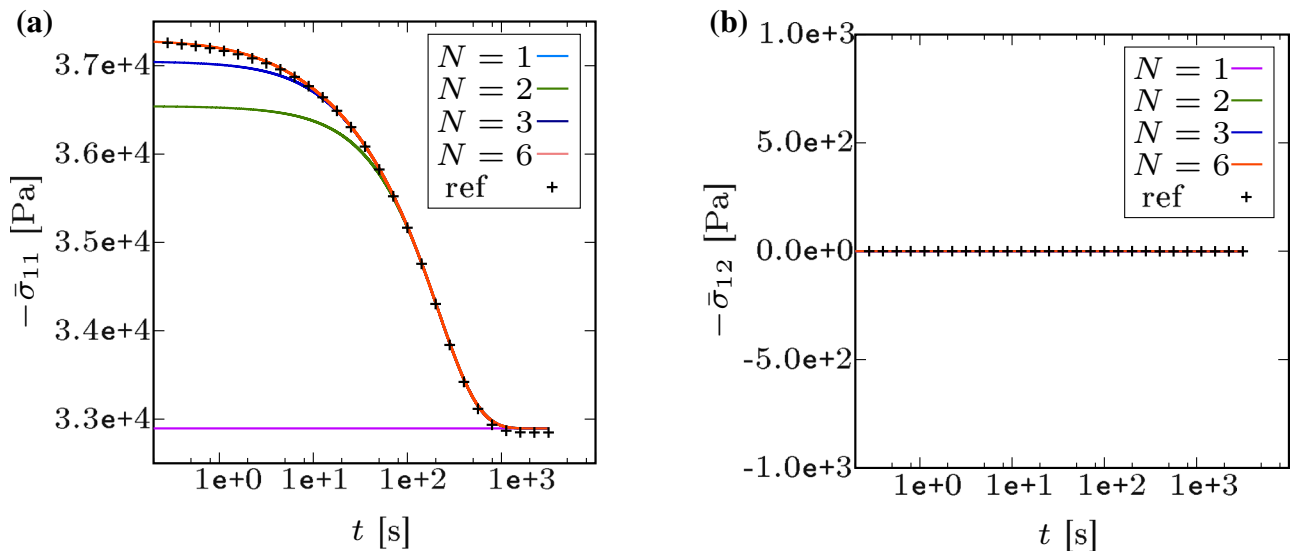 (a)
3.7e+4
3.6e+4
3.5e+4
3.4e+4
3.3e+4
−σ̄₁₁ [Pa]
N = 1
N = 2
N = 3
N = 6
ref
1e+0 1e+1 1e+2 1e+3
t [s]
(b)
1.0e+3
5.0e+2
0.0e+0
-5.0e+2
-1.0e+3
−σ̄₁₂ [Pa]
N = 1
N = 2
N = 3
N = 6
ref
1e+0 1e+1 1e+2 1e+3
t [s]